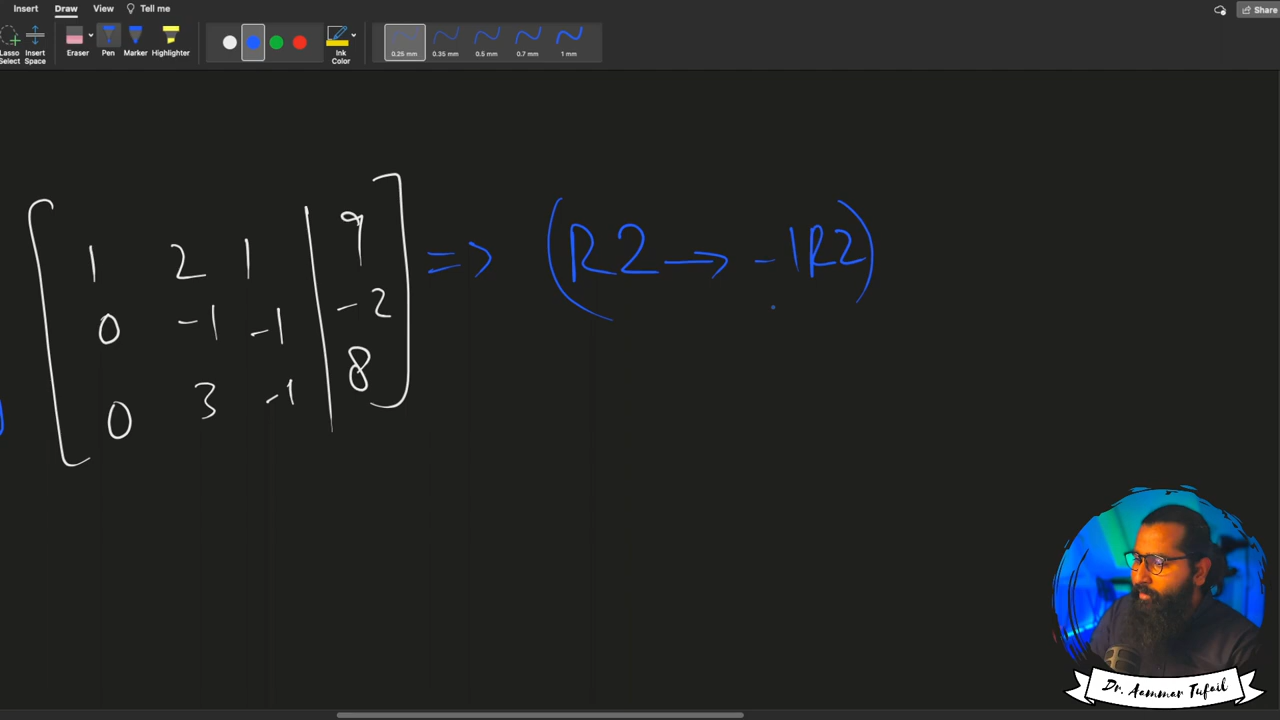 Insert Draw View Tell me Share
Lasso Select Insert Space Eraser Pen Marker Highlighter Ink Color 0.25 mm 0.35 mm 0.5 mm 0.7 mm 1 mm
1 2 1 | 9 => (R2 → -1R2)
0 -1 -1 | -2
0 3 -1 | 8
Dr. Aammar Tufail